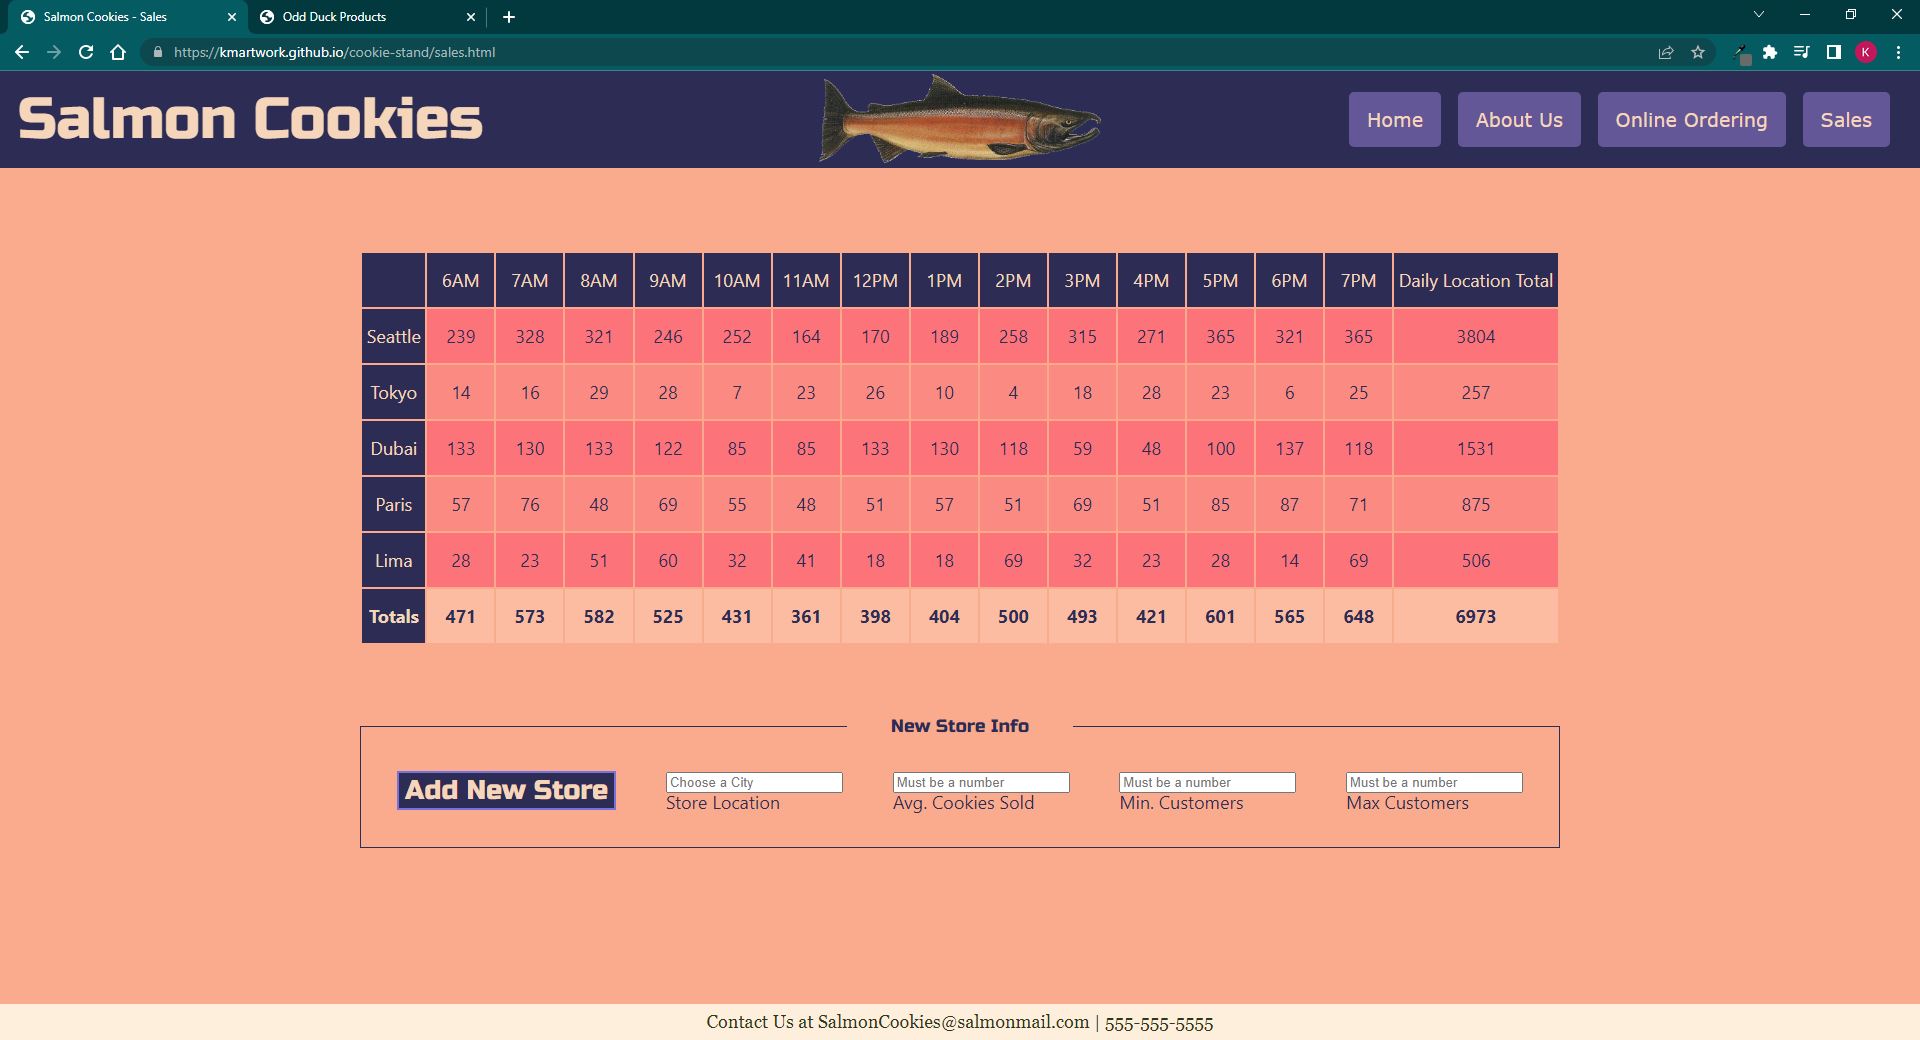 Salmon Cookies - Sales
Odd Duck Products
https://kmartwork.github.io/cookie-stand/sales.html
K
Salmon Cookies
Home About Us Online Ordering Sales
6AM 7AM 8AM 9AM 10AM 11AM 12PM 1PM 2PM 3PM 4PM 5PM 6PM 7PM Daily Location Total
Seattle 239 328 321 246 252 164 170 189 258 315 271 365 321 365 3804
Tokyo 14 16 29 28 7 23 26 10 4 18 28 23 6 25 257
Dubai 133 130 133 122 85 85 133 130 118 59 48 100 137 118 1531
Paris 57 76 48 69 55 48 51 57 51 69 51 85 87 71 875
Lima 28 23 51 60 32 41 18 18 69 32 23 28 14 69 506
Totals 471 573 582 525 431 361 398 404 500 493 421 601 565 648 6973
New Store Info
Add New Store
Choose a City Must be a number Must be a number Must be a number
Store Location Avg. Cookies Sold Min. Customers Max Customers
Contact Us at SalmonCookies@salmonmail.com | 555-555-5555